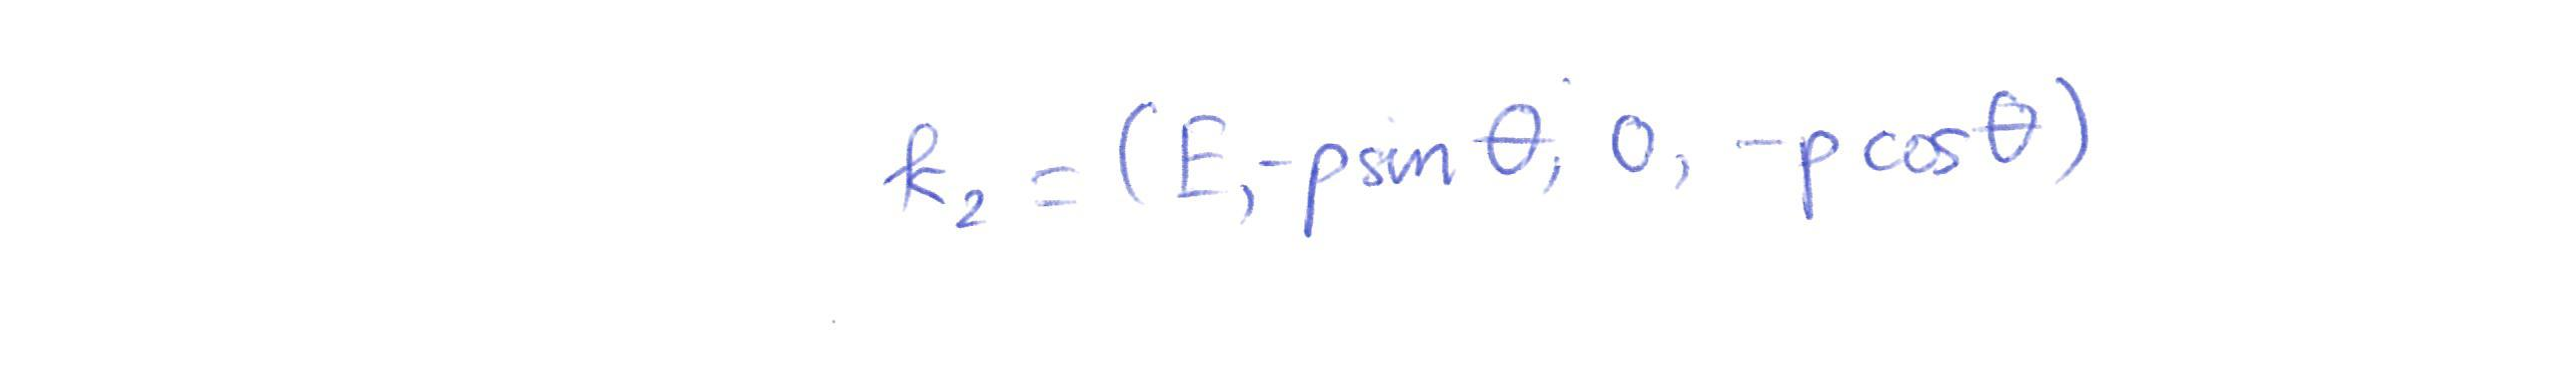 k₂ = (E, -p sin θ, 0, -p cos θ)